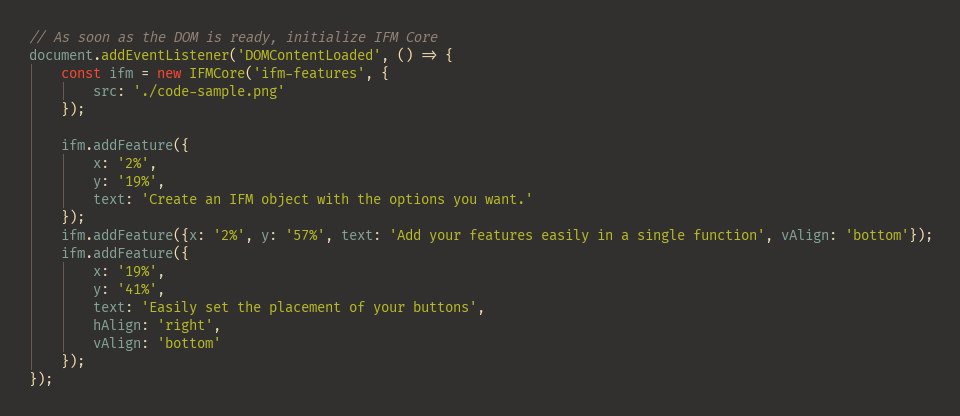 // As soon as the DOM is ready, initialize IFM Core
document.addEventListener('DOMContentLoaded', () => {
    const ifm = new IFMCore('ifm-features', {
        src: './code-sample.png'
    });

    ifm.addFeature({
        x: '2%',
        y: '19%',
        text: 'Create an IFM object with the options you want.'
    });
    ifm.addFeature({x: '2%', y: '57%', text: 'Add your features easily in a single function', vAlign: 'bottom'});
    ifm.addFeature({
        x: '19%',
        y: '41%',
        text: 'Easily set the placement of your buttons',
        hAlign: 'right',
        vAlign: 'bottom'
    });
});